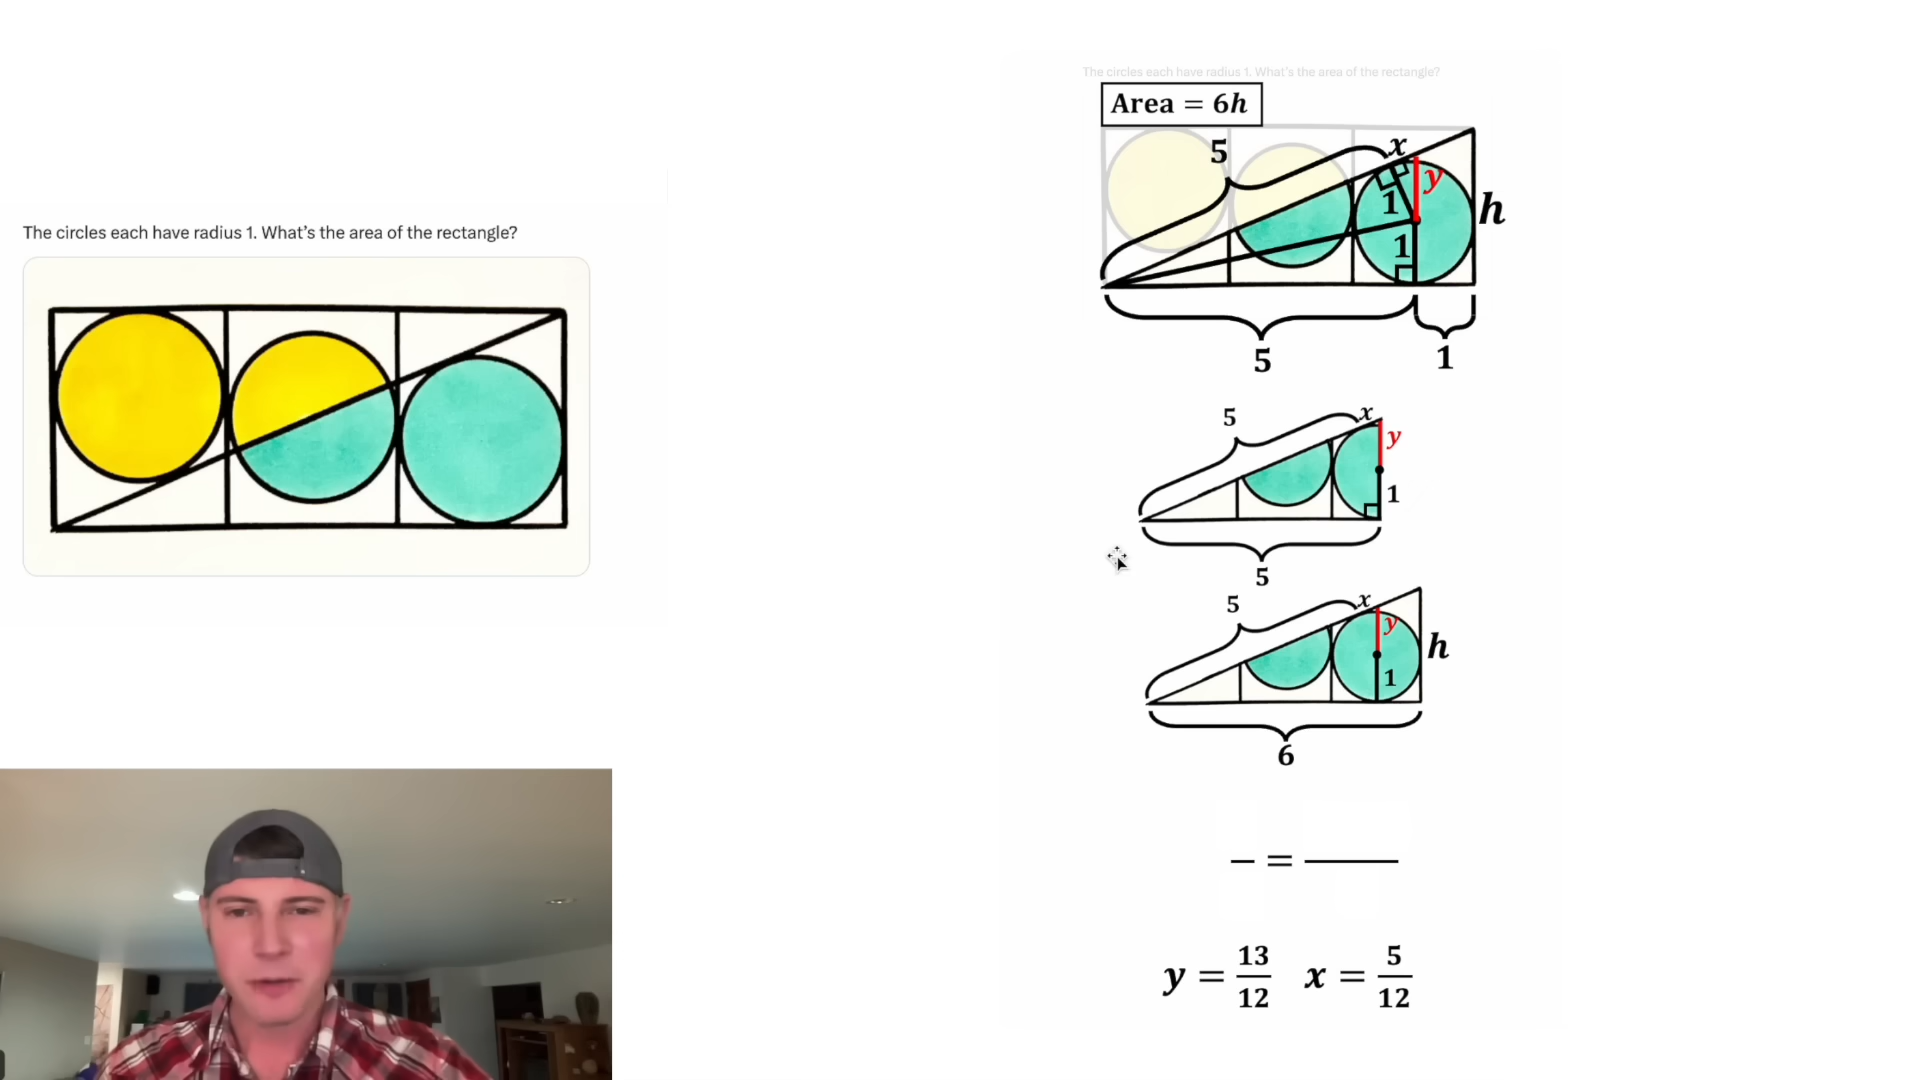 The circles each have radius 1. What's the area of the rectangle?
The circles each have radius 1. What's the area of the rectangle?
Area = 6h
5
x
y
1
1
h
5
1
5
x
y
1
5
5
x
y
1
h
6
— = —
y = 13/12 x = 5/12